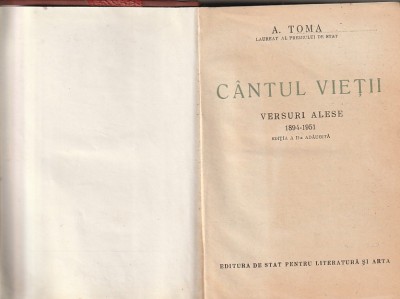 A. TOMA
LAUREAT AL PREMIULUI DE STAT
CÂNTUL VIEȚII
VERSURI ALESE
1894-1951
EDIȚIA A II-a ADĂUGITĂ
EDITURA DE STAT PENTRU LITERATURĂ ȘI ARTĂ